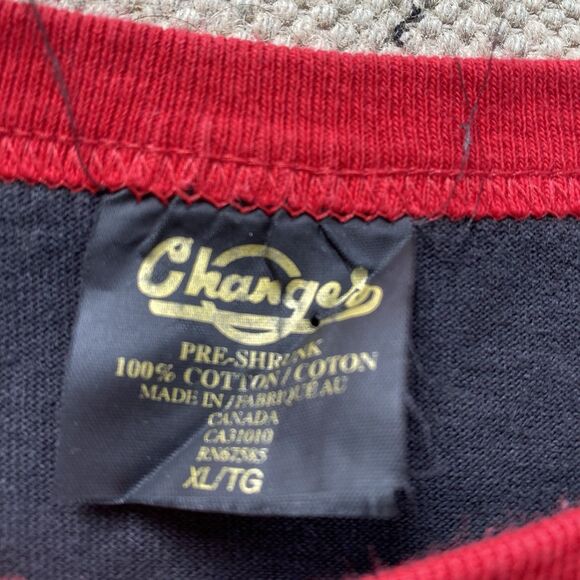 Changes
PRE-SHRUNK
100% COTTON / COTON
MADE IN / FABRIQUÉ AU
CANADA
CA31010
RN62585
XL/TG